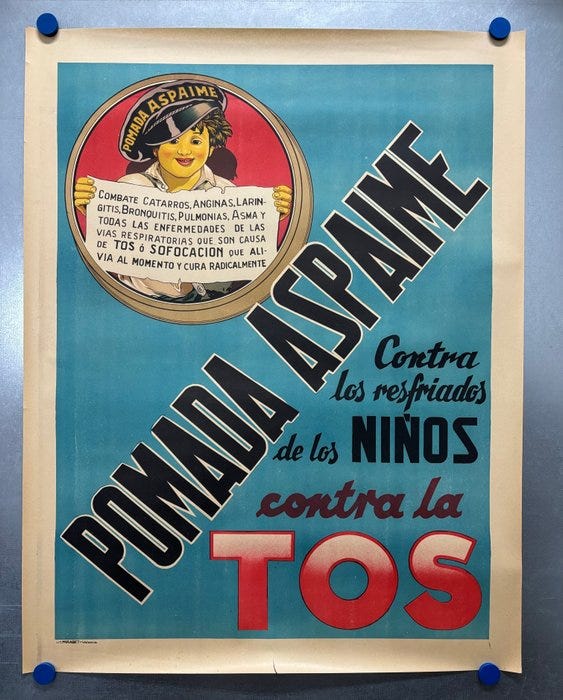 POMADA ASPAIME
COMBATE CATARROS, ANGINAS, LARIN-
GITIS, BRONQUITIS, PULMONIAS, ASMA Y
TODAS LAS ENFERMEDADES DE LAS
VIAS RESPIRATORIAS QUE SON CAUSA
DE TOS ó SOFOCACION QUE ALI-
VIA AL MOMENTO Y CURA RADICALMENTE
POMADA ASPAIME
Contra
los resfriados
de los NIÑOS
contra la
TOS